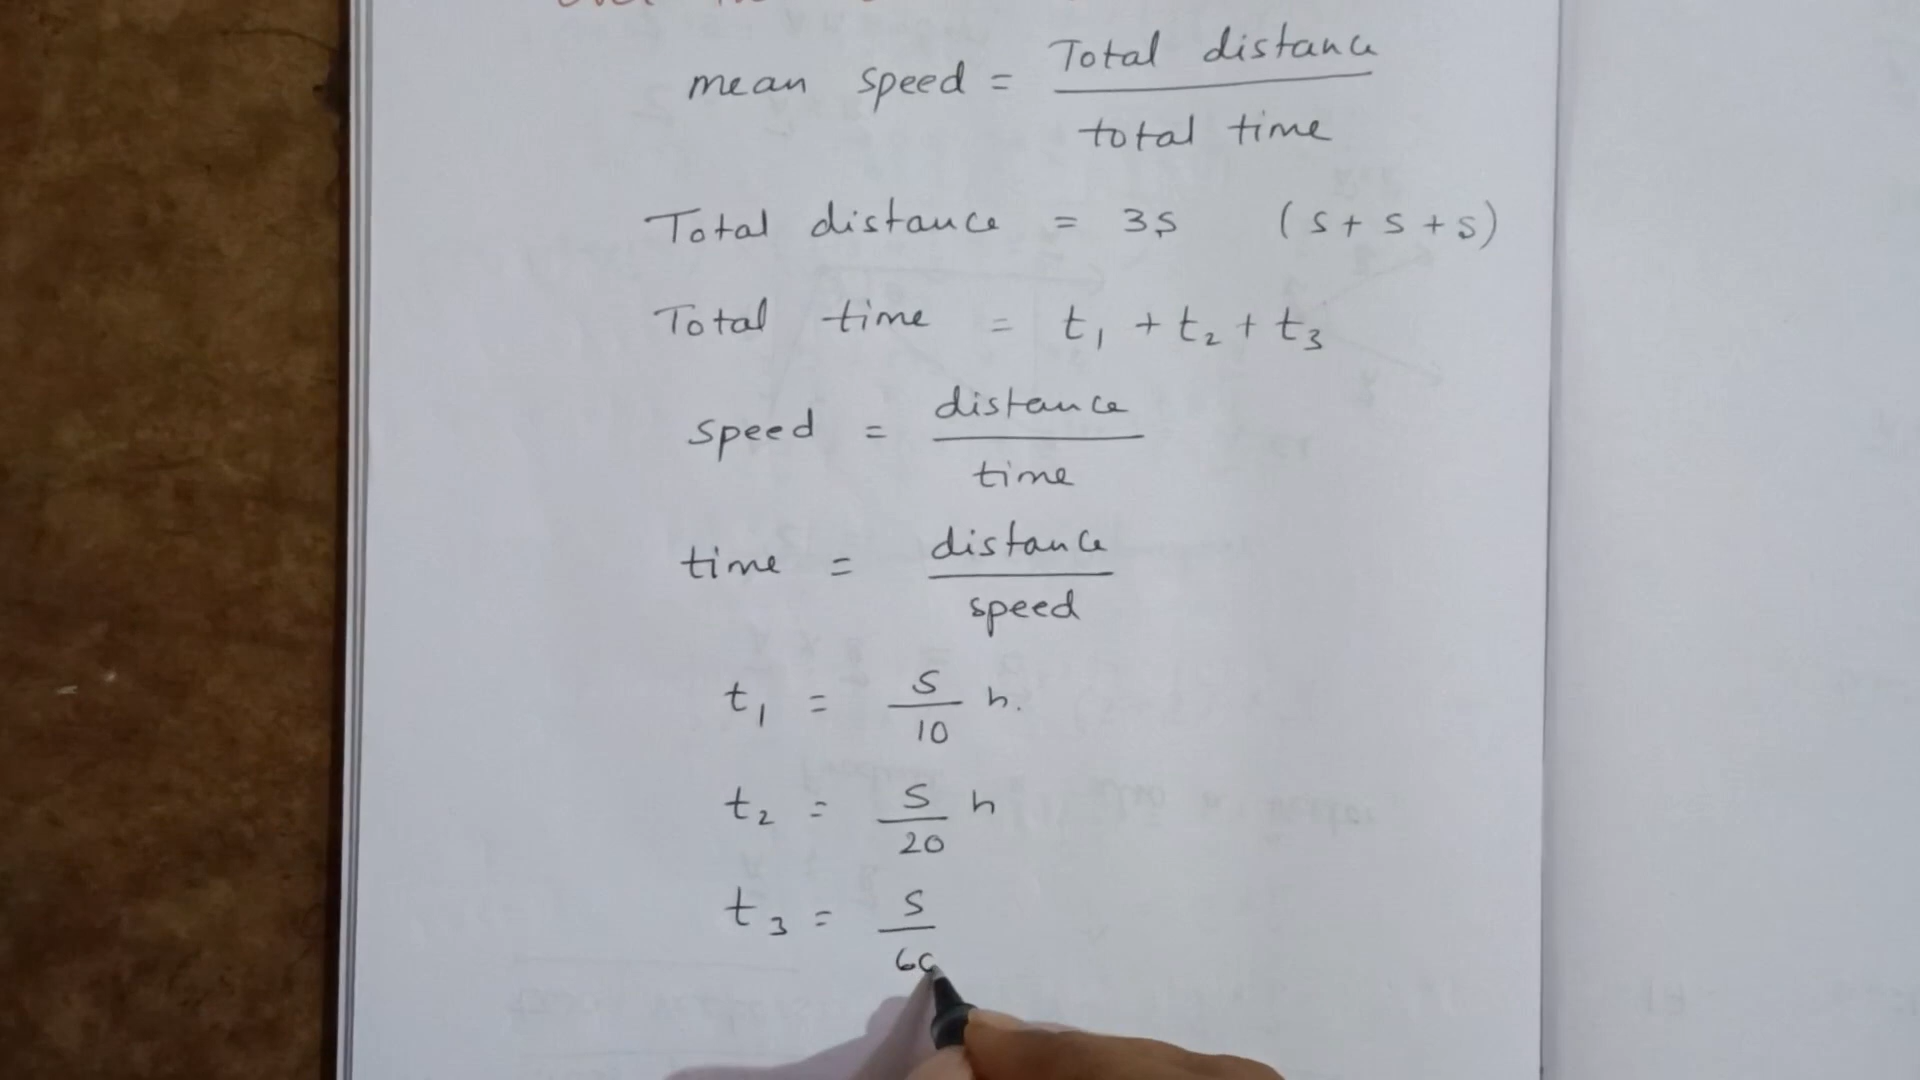 mean speed = Total distance / total time
Total distance = 3s (s + s + s)
Total time = t₁ + t₂ + t₃
speed = distance / time
time = distance / speed
t₁ = s/10 h.
t₂ = s/20 h
t₃ = s/60